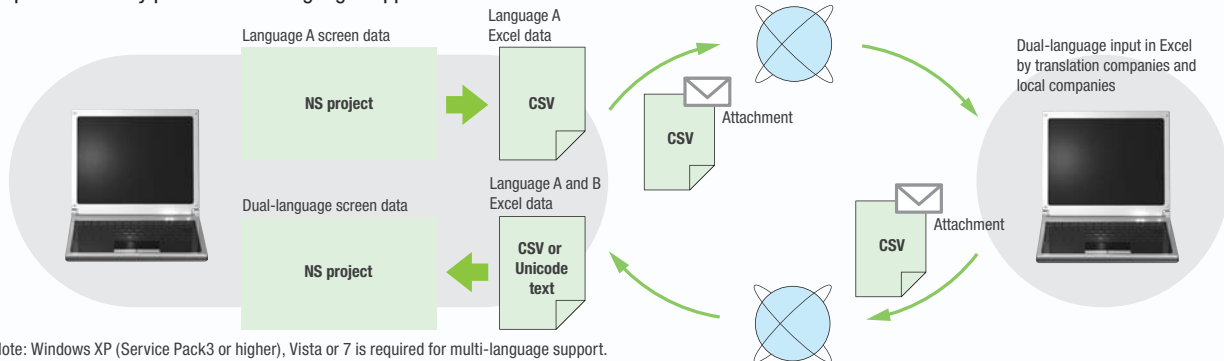 Language A screen data
NS project
Language A
Excel data
CSV
CSV
Attachment
Dual-language input in Excel
by translation companies and
local companies
Dual-language screen data
NS project
Language A and B
Excel data
CSV or
Unicode
text
CSV
Attachment
Note: Windows XP (Service Pack3 or higher), Vista or 7 is required for multi-language support.